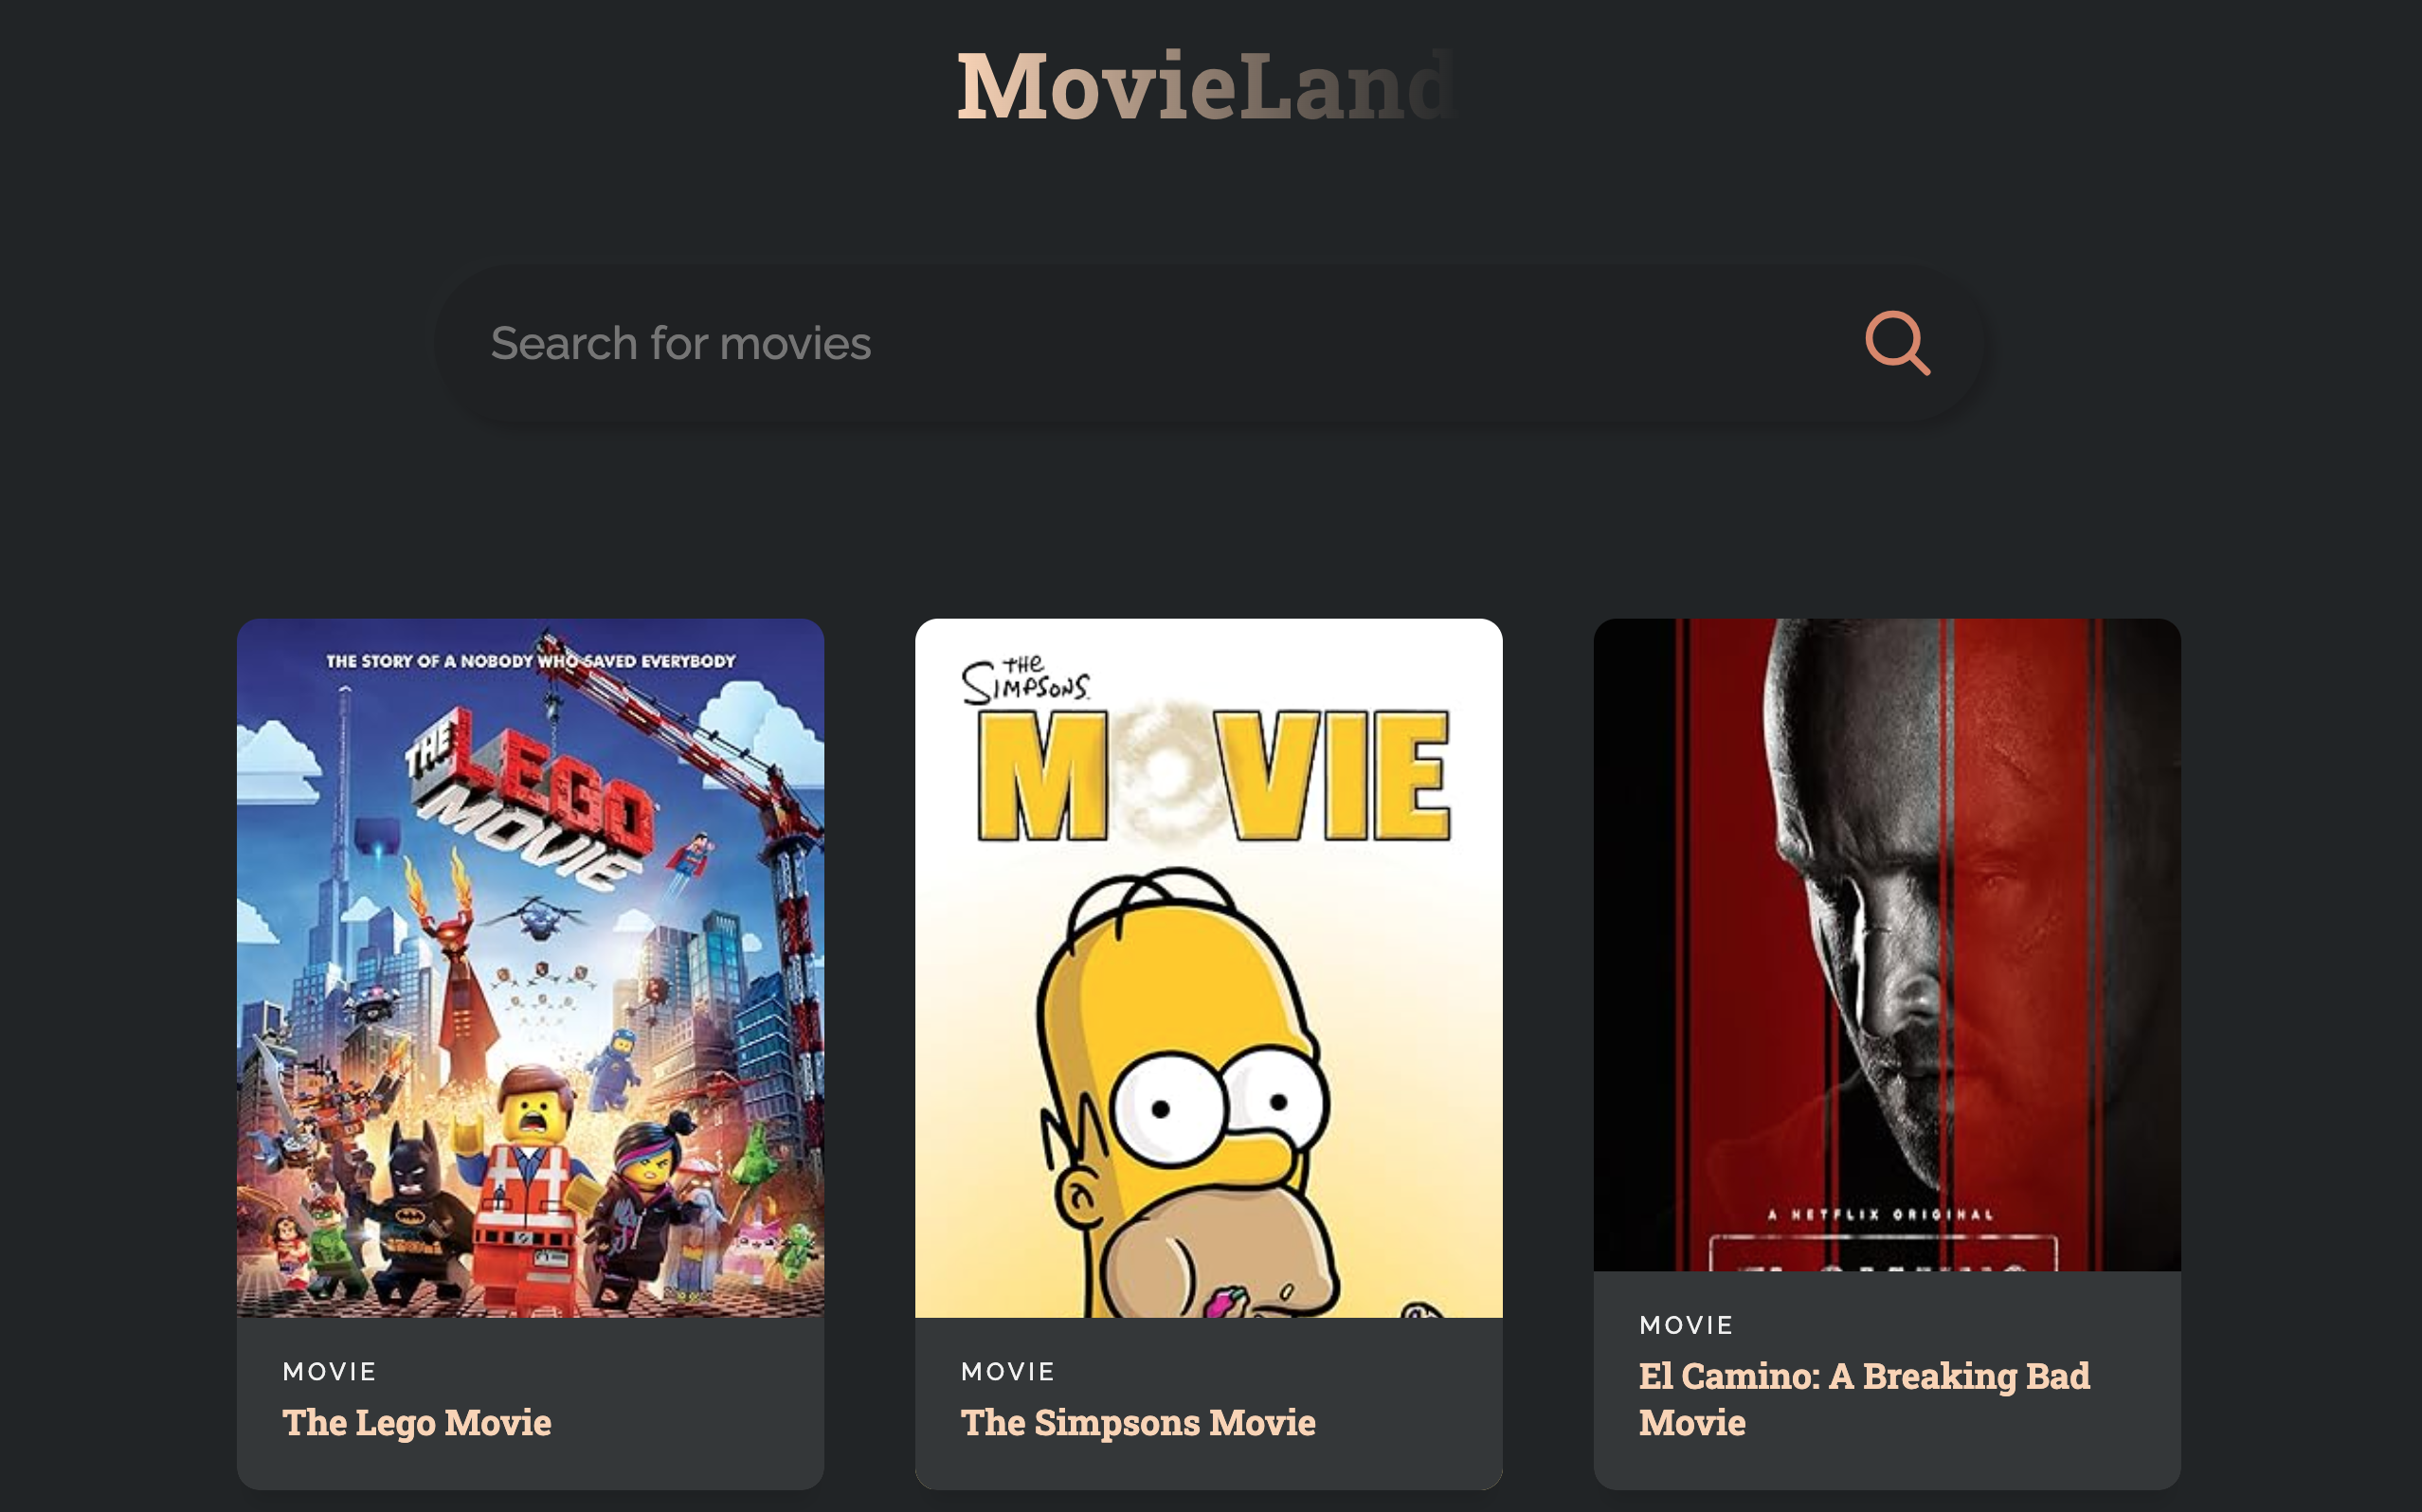 MovieLand
Search for movies
THE STORY OF A NOBODY WHO SAVED EVERYBODY
THE LEGO
MOVIE
THE
SIMPSONS
MOVIE
A NETFLIX ORIGINAL
MOVIE
The Lego Movie
MOVIE
The Simpsons Movie
MOVIE
El Camino: A Breaking Bad
Movie